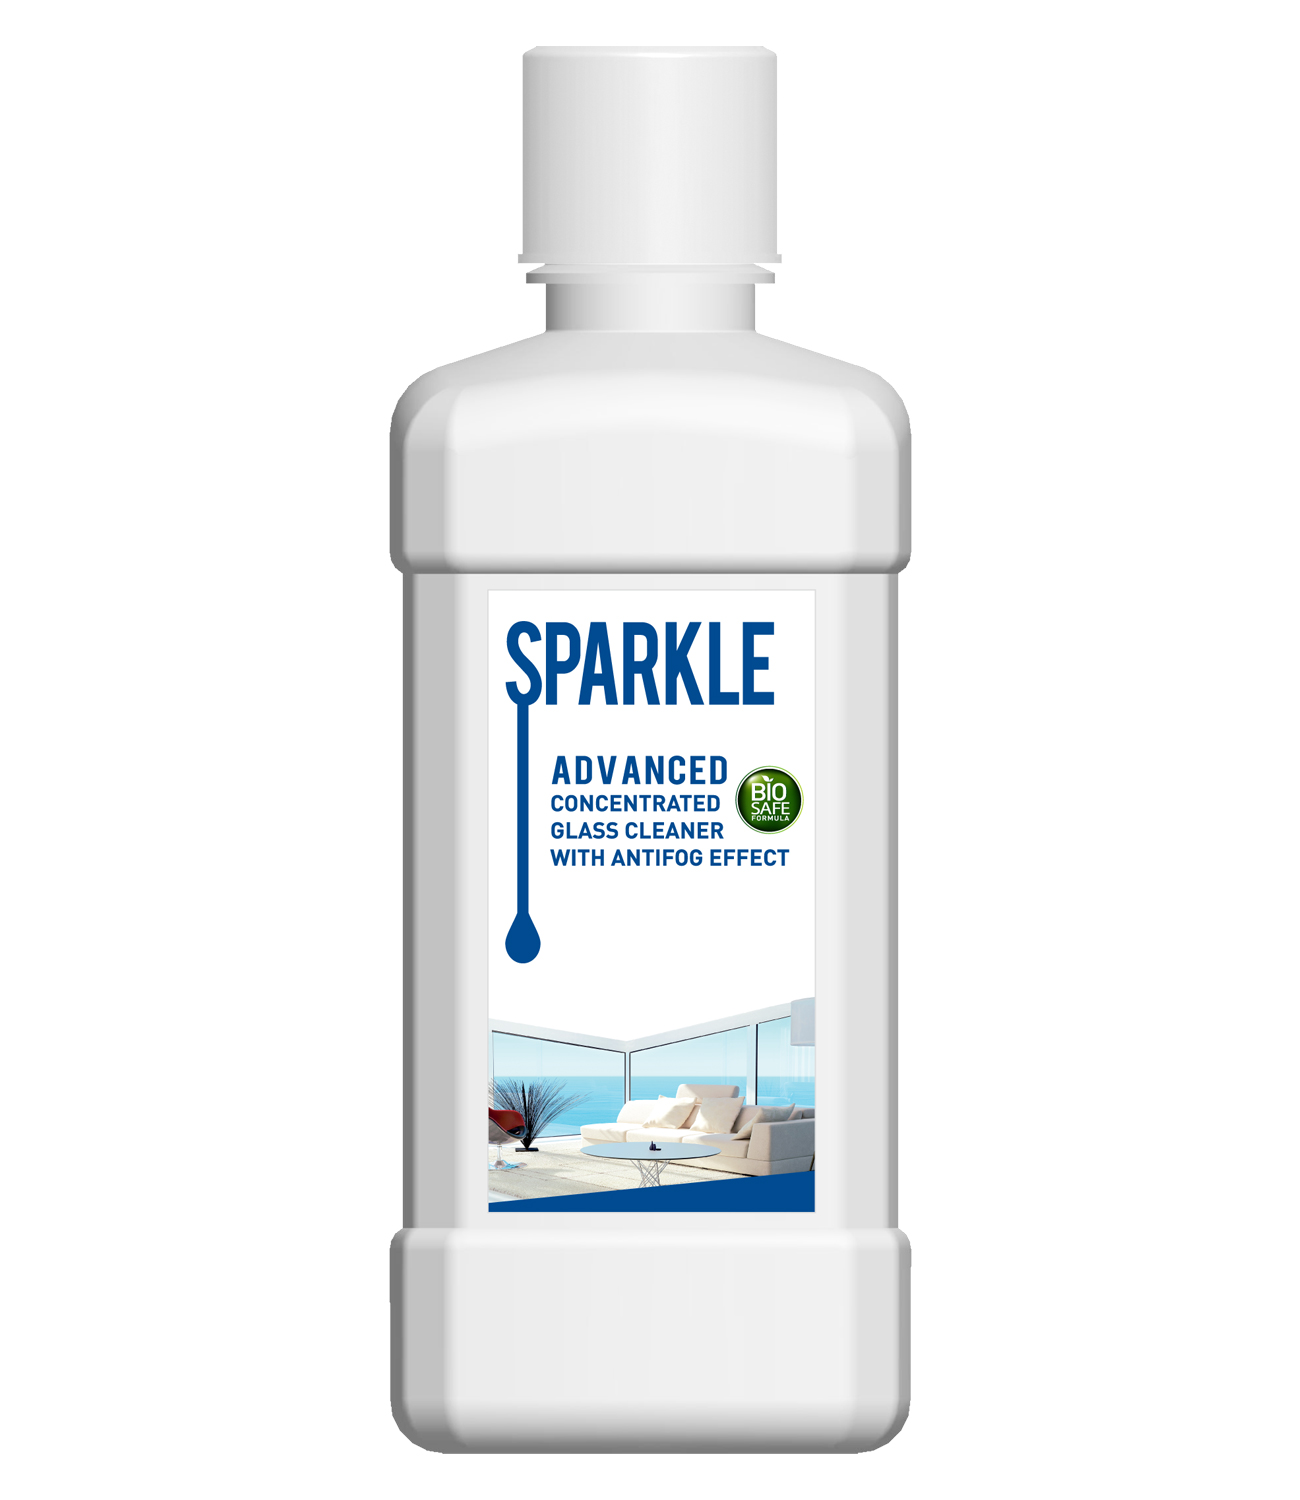 SPARKLE
ADVANCED
CONCENTRATED
GLASS CLEANER
WITH ANTIFOG EFFECT
BIO
SAFE
FORMULA